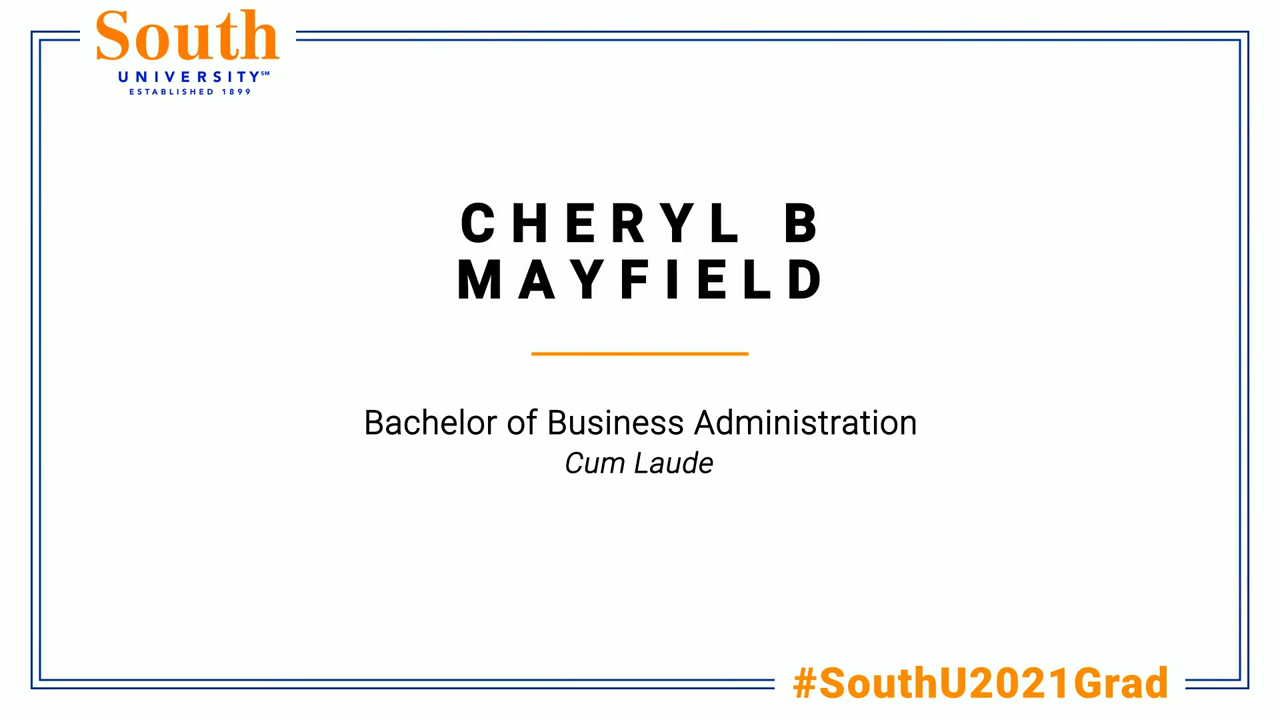 South
UNIVERSITY℠
ESTABLISHED 1899
CHERYL B
MAYFIELD
Bachelor of Business Administration
Cum Laude
#SouthU2021Grad